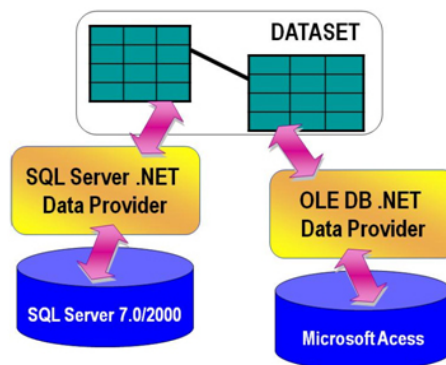 DATASET
SQL Server .NET
Data Provider
OLE DB .NET
Data Provider
SQL Server 7.0/2000
Microsoft Acess